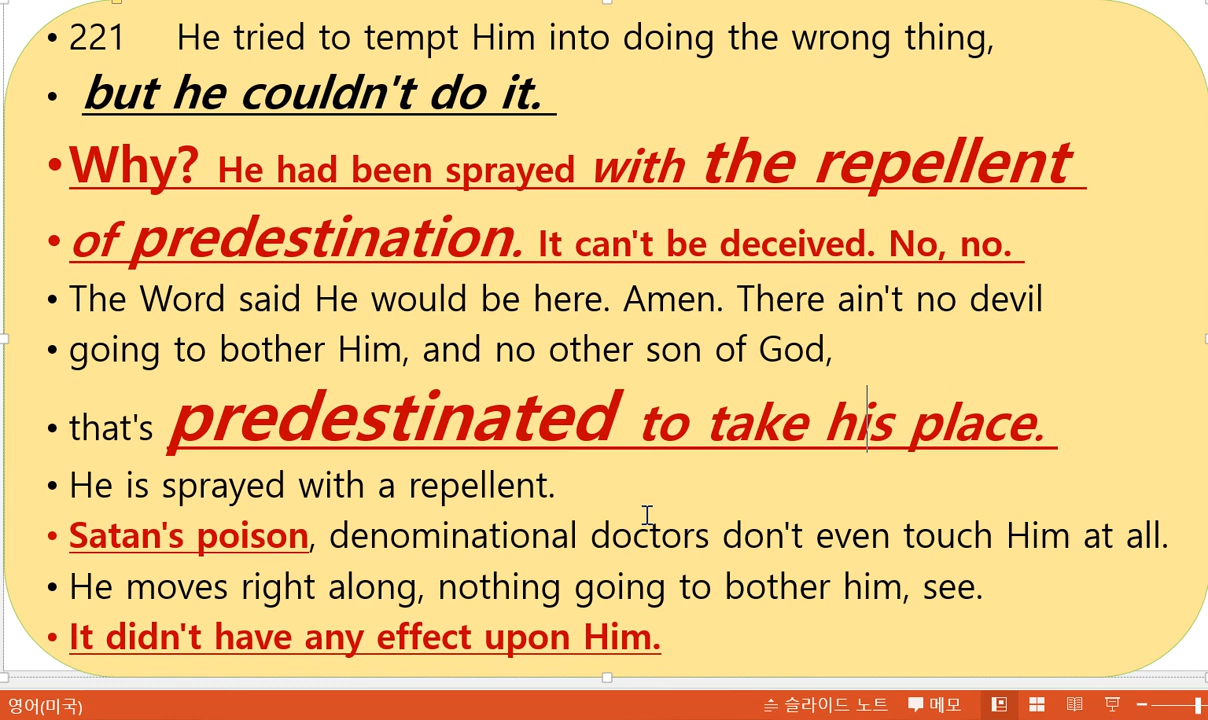 • 221 He tried to tempt Him into doing the wrong thing,
• but he couldn't do it.
• Why? He had been sprayed with the repellent
• of predestination. It can't be deceived. No, no.
• The Word said He would be here. Amen. There ain't no devil
• going to bother Him, and no other son of God,
• that's predestinated to take his place.
• He is sprayed with a repellent.
• Satan's poison, denominational doctors don't even touch Him at all.
• He moves right along, nothing going to bother him, see.
• It didn't have any effect upon Him.
영어(미국) 슬라이드 노트 메모